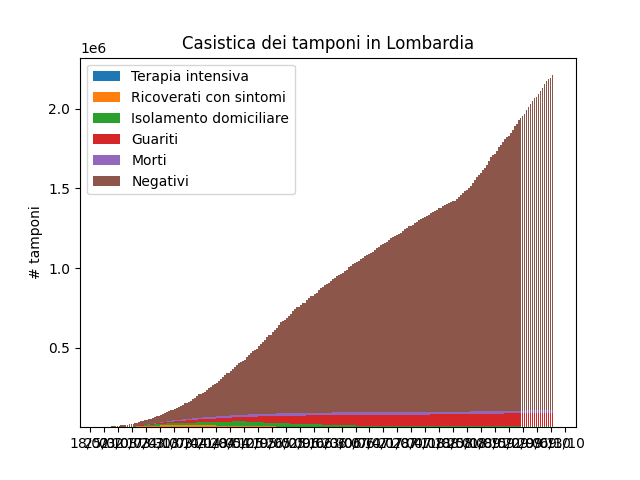 Casistica dei tamponi in Lombardia
1e6
Terapia intensiva
Ricoverati con sintomi
Isolamento domiciliare
Guariti
Morti
Negativi
# tamponi
2.0
1.5
1.0
0.5